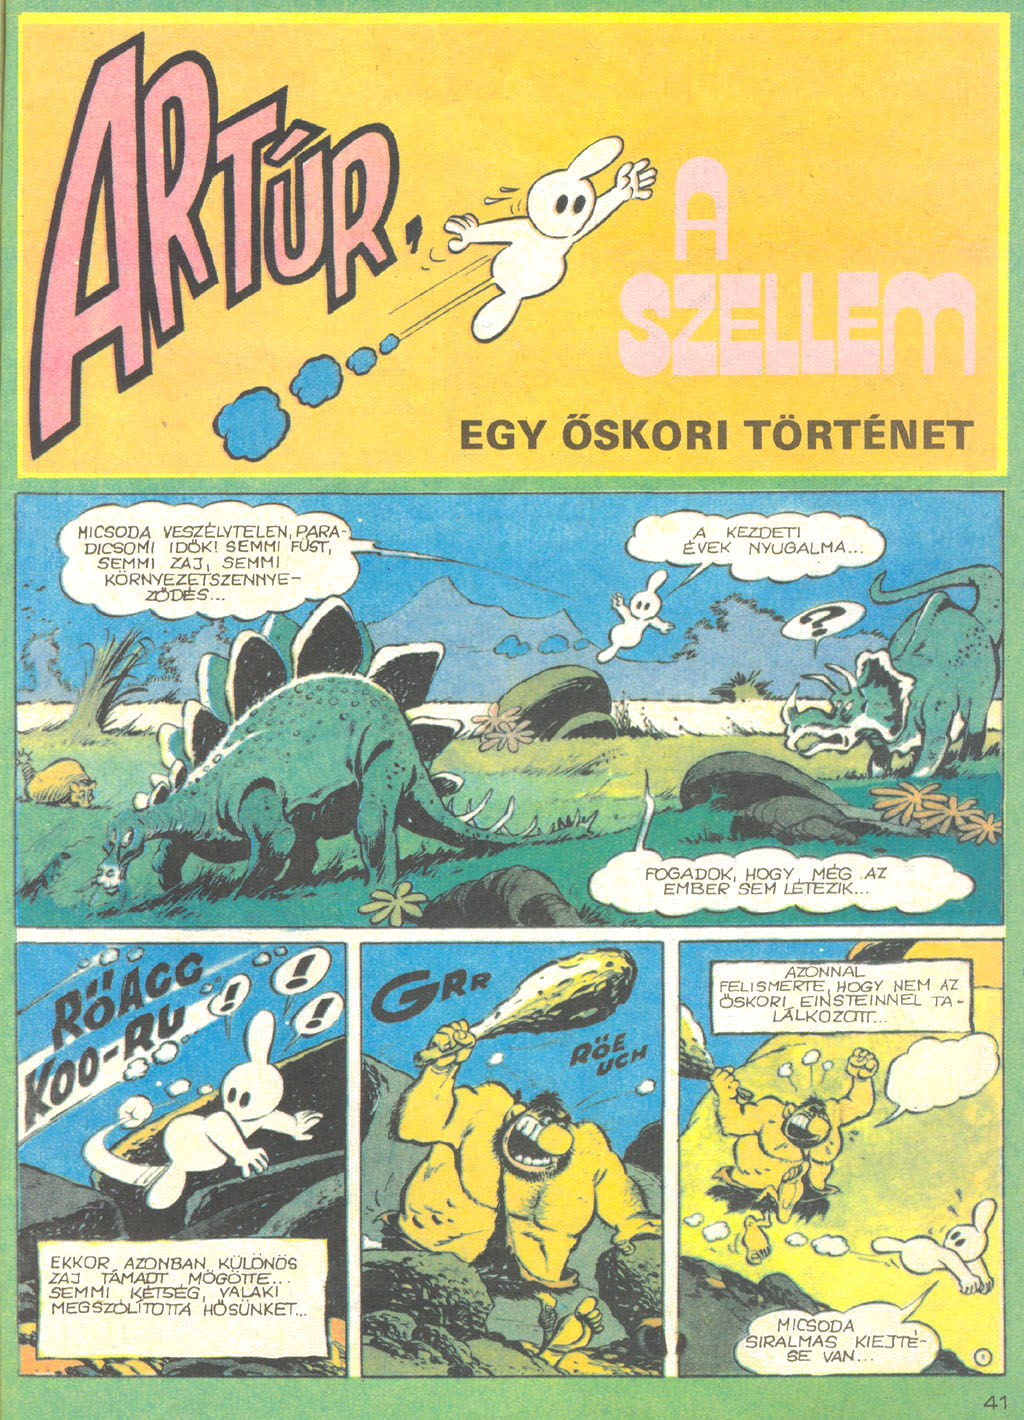 ARTÚR,
A
SZELLEM
EGY ŐSKORI TÖRTÉNET
MICSODA VESZÉLYTELEN, PARA-
DICSOMI IDŐK! SEMMI FÜST,
SEMMI ZAJ, SEMMI
KÖRNYEZETSZENNYE-
ZŐDÉS...
A KEZDETI
ÉVEK NYUGALMA...
?
FOGADOK, HOGY MÉG AZ
EMBER SEM LÉTEZIK...
RŐAGG
KOO-RU
!
!
!
EKKOR AZONBAN KÜLÖNÖS
ZAJ TÁMADT MÖGÖTTE...
SEMMI KÉTSÉG, VALAKI
MEGSZÓLÍTOTTA HŐSÜNKET...
GRR
RŐE
UCH
AZONNAL
FELISMERTE, HOGY NEM AZ
ŐSKORI EINSTEINNEL TA-
LÁLKOZOTT...
MICSODA
SIRALMAS KIEJTÉ-
SE VAN...
1
41